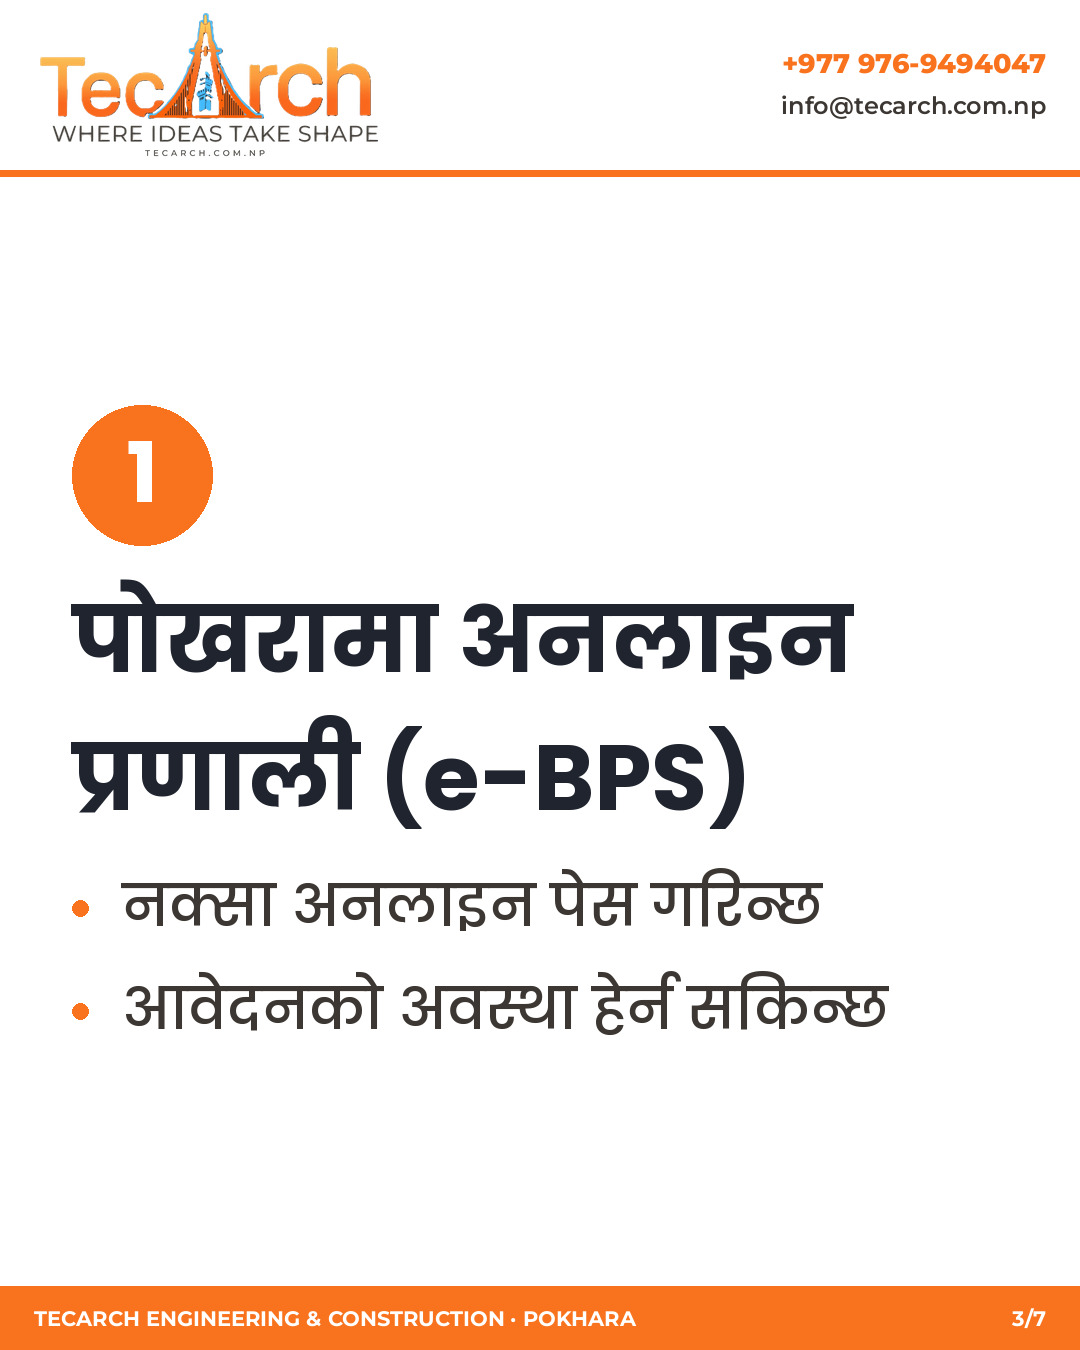 TecArch
WHERE IDEAS TAKE SHAPE
TECARCH.COM.NP
+977 976-9494047
info@tecarch.com.np
1
पोखरामा अनलाइन
प्रणाली (e-BPS)
• नक्सा अनलाइन पेस गरिन्छ
• आवेदनको अवस्था हेर्न सकिन्छ
TECARCH ENGINEERING & CONSTRUCTION · POKHARA
3/7